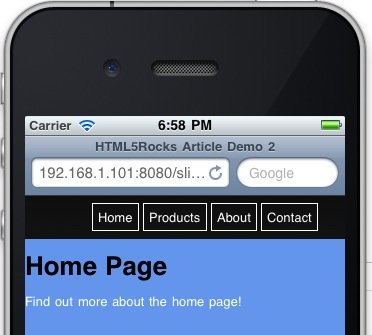 Carrier 6:58 PM
HTML5Rocks Article Demo 2
192.168.1.101:8080/sli... Google
Home Products About Contact
Home Page
Find out more about the home page!